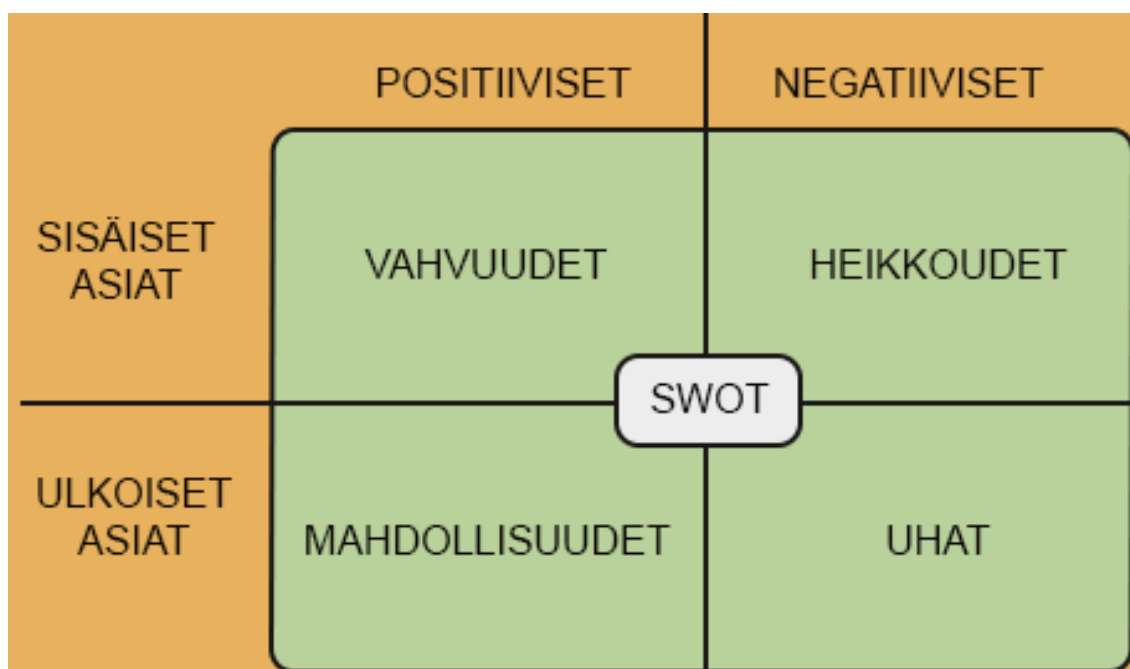 POSITIIVISET
NEGATIIVISET
SISÄISET
ASIAT
VAHVUUDET
HEIKKOUDET
SWOT
ULKOISET
ASIAT
MAHDOLLISUUDET
UHAT